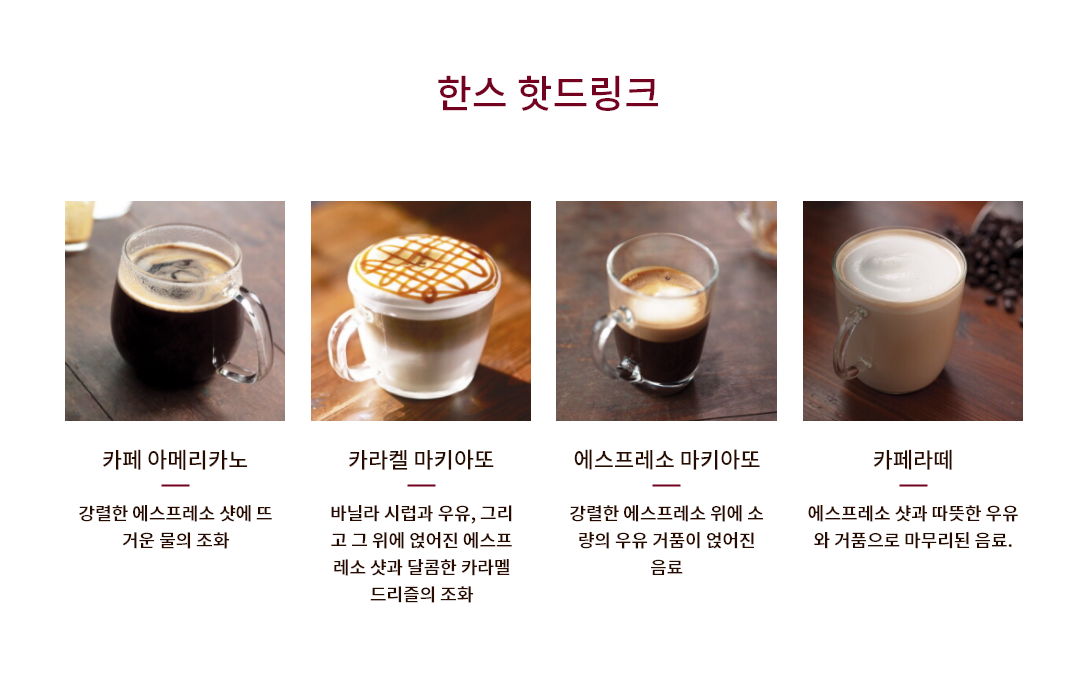 한스 핫드링크
카페 아메리카노
강렬한 에스프레소 샷에 뜨
거운 물의 조화
카라켈 마키아또
바닐라 시럽과 우유, 그리
고 그 위에 얹어진 에스프
레소 샷과 달콤한 카라멜
드리즐의 조화
에스프레소 마키아또
강렬한 에스프레소 위에 소
량의 우유 거품이 얹어진
음료
카페라떼
에스프레소 샷과 따뜻한 우유
와 거품으로 마무리된 음료.